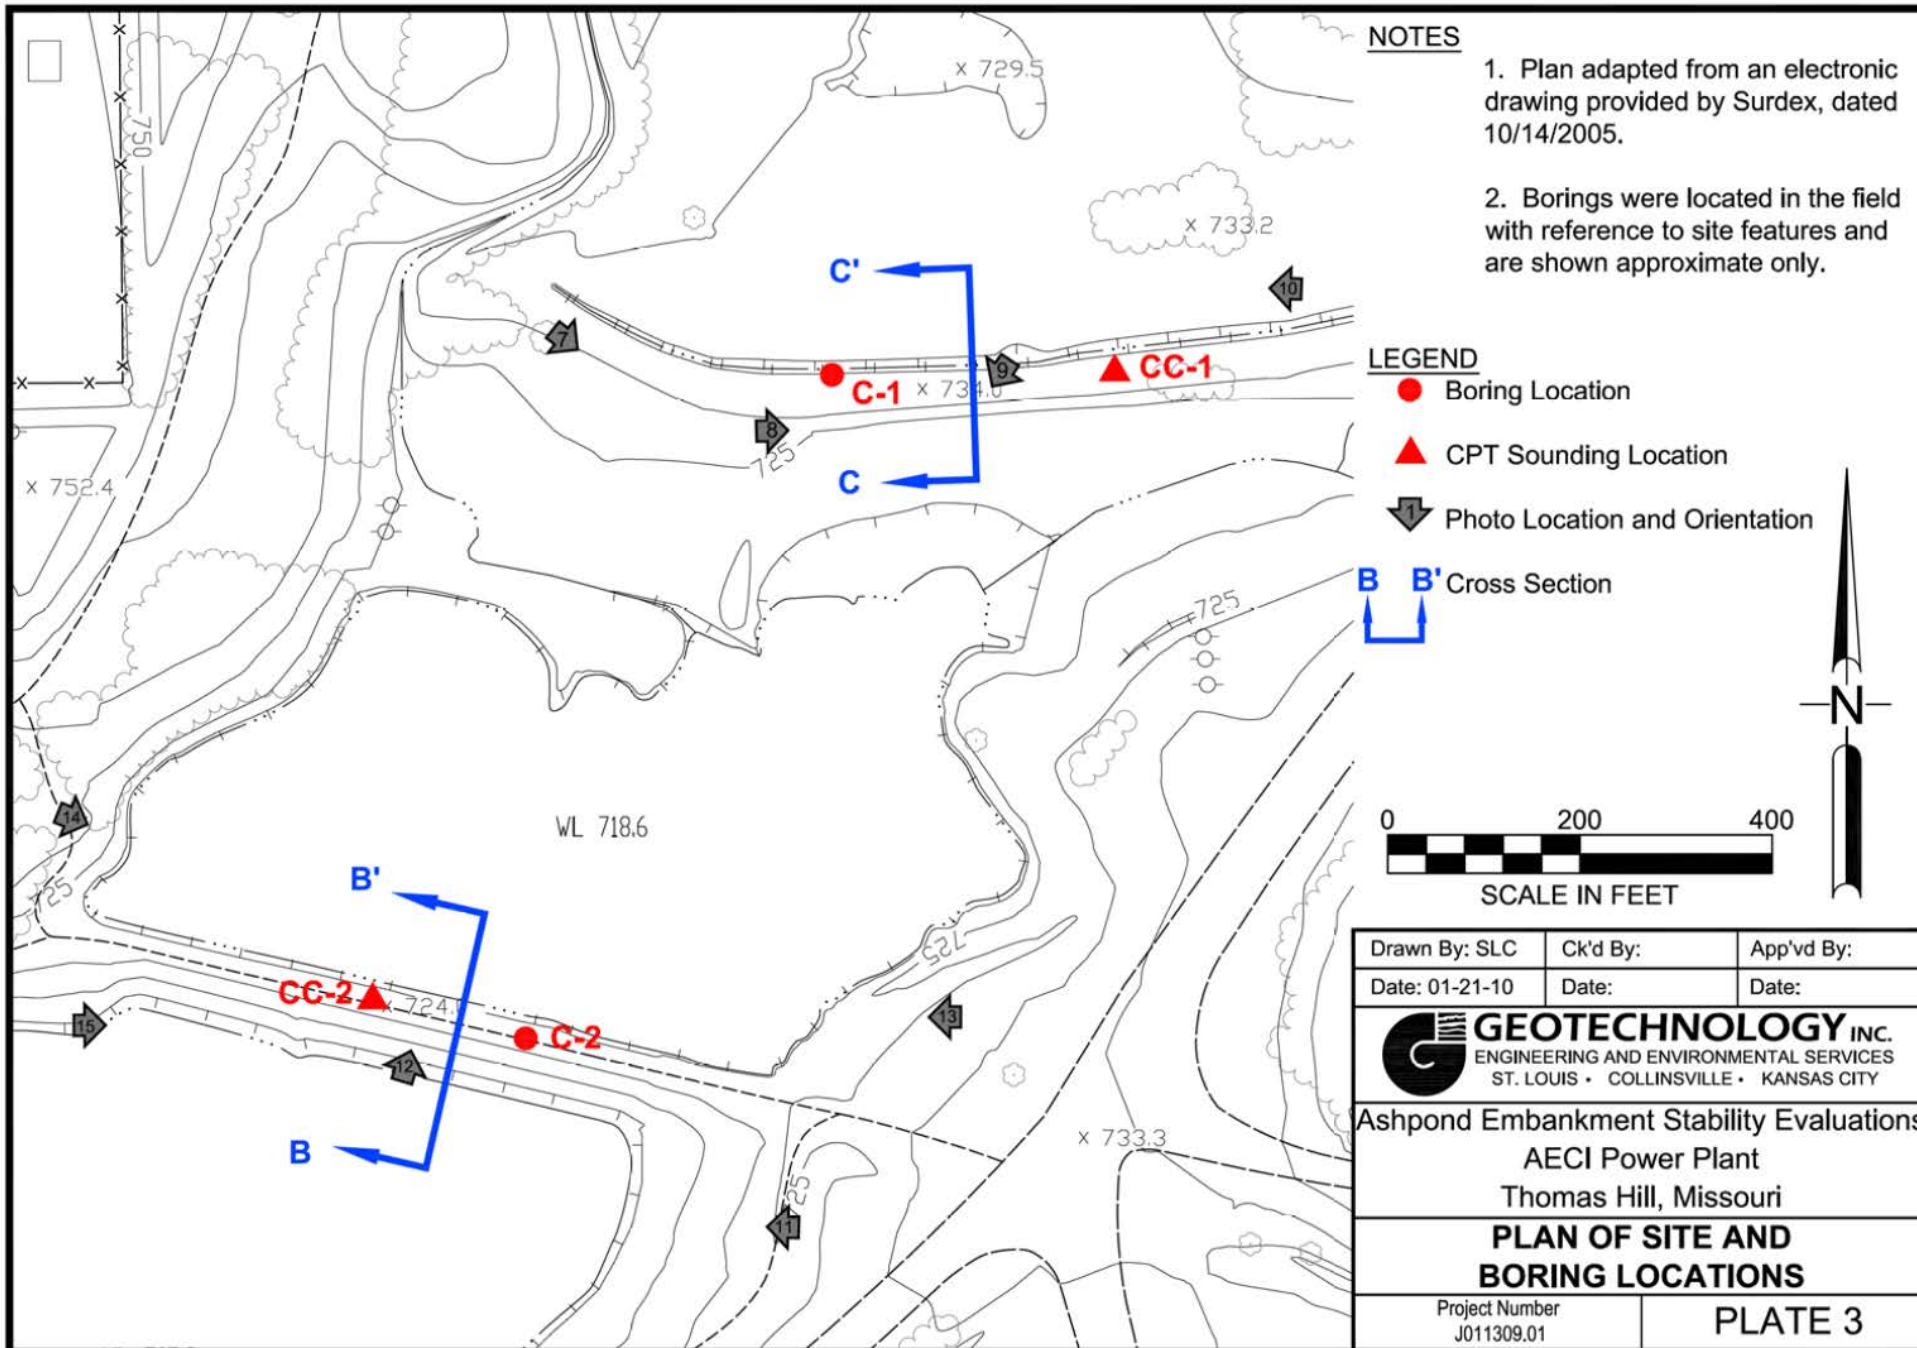 NOTES
1. Plan adapted from an electronic
drawing provided by Surdex, dated
10/14/2005.
2. Borings were located in the field
with reference to site features and
are shown approximate only.
LEGEND
Boring Location
CPT Sounding Location
1
Photo Location and Orientation
B B' Cross Section
N
0 200 400
SCALE IN FEET
Drawn By: SLC
Ck'd By:
App'vd By:
Date: 01-21-10
Date:
Date:
GEOTECHNOLOGY INC.
ENGINEERING AND ENVIRONMENTAL SERVICES
ST. LOUIS • COLLINSVILLE • KANSAS CITY
Ashpond Embankment Stability Evaluations
AECI Power Plant
Thomas Hill, Missouri
PLAN OF SITE AND
BORING LOCATIONS
Project Number
J011309.01
PLATE 3
x 729.5
750
x 733.2
C'
10
7
9
CC-1
C-1
x 734.0
8
725
C
x 752.4
725
14
WL 718.6
B'
725
725
CC-2
x 724.
15
C-2
13
12
B
x 733.3
725
11